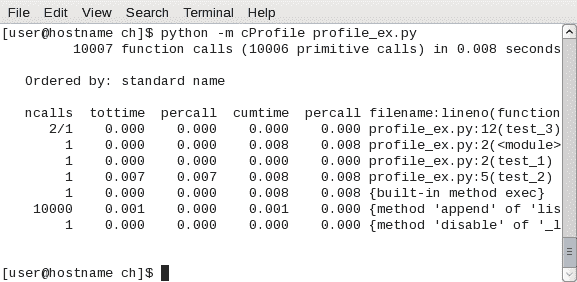 File Edit View Search Terminal Help
[user@hostname ch]$ python -m cProfile profile_ex.py
10007 function calls (10006 primitive calls) in 0.008 seconds
Ordered by: standard name
ncalls tottime percall cumtime percall filename:lineno(function
2/1 0.000 0.000 0.000 0.000 profile_ex.py:12(test_3)
1 0.000 0.000 0.008 0.008 profile_ex.py:2(<module>
1 0.000 0.000 0.000 0.000 profile_ex.py:2(test_1)
1 0.007 0.007 0.008 0.008 profile_ex.py:5(test_2)
1 0.000 0.000 0.008 0.008 {built-in method exec}
10000 0.001 0.000 0.001 0.000 {method 'append' of 'lis
1 0.000 0.000 0.000 0.000 {method 'disable' of '_l
[user@hostname ch]$